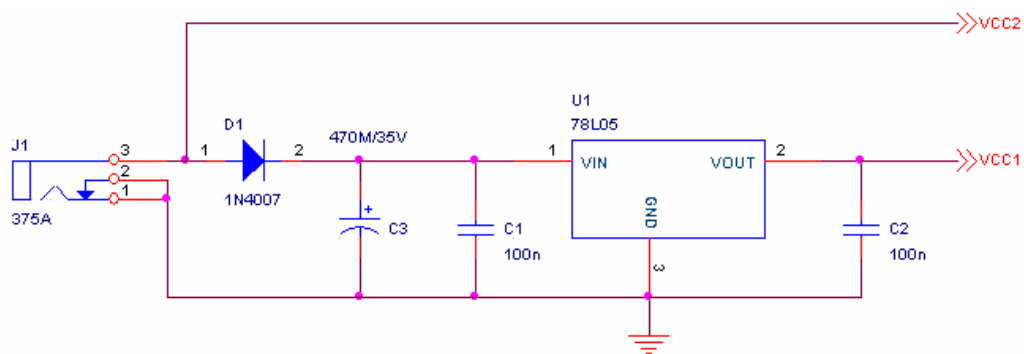 VCC2
U1
78L05
D1
470M/35V
J1
3
1
2
1
VIN
VOUT
2
VCC1
2
1
1N4007
GND
375A
+
C3
C1
100n
C2
100n
3